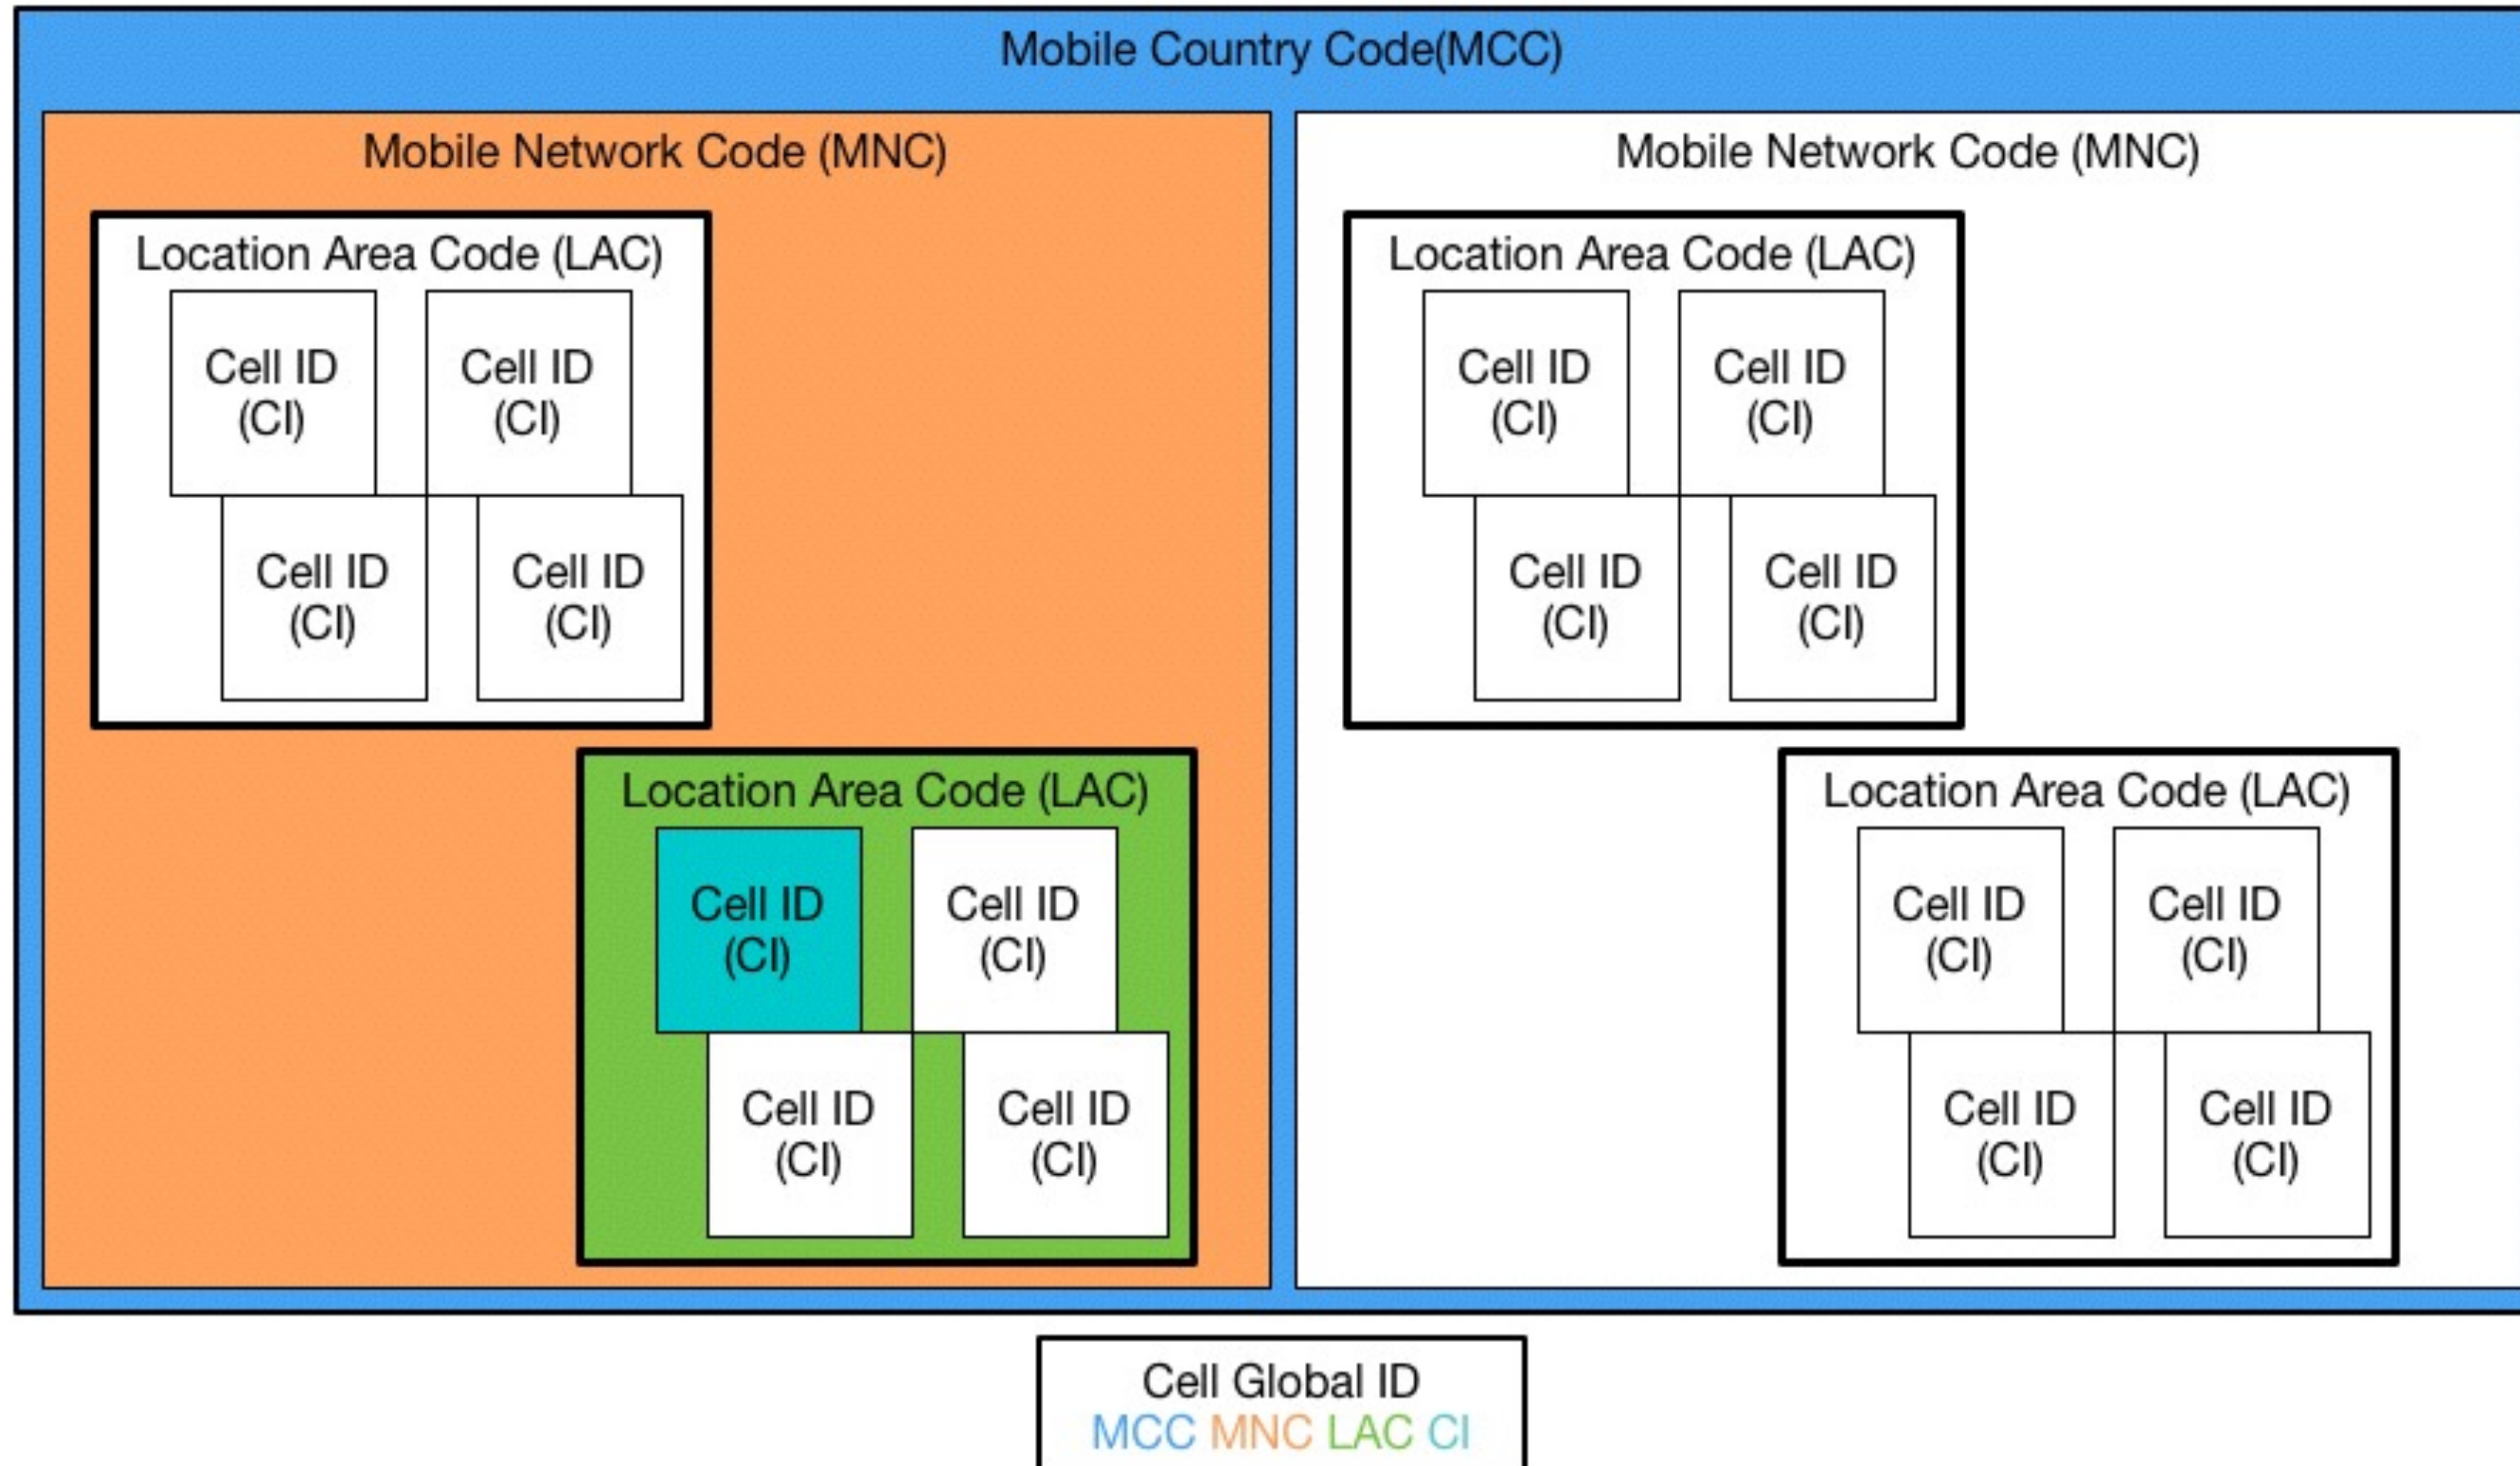 Mobile Country Code(MCC)
Mobile Network Code (MNC)
Location Area Code (LAC)
Cell ID
(CI)
Cell ID
(CI)
Cell ID
(CI)
Cell ID
(CI)
Location Area Code (LAC)
Cell ID
(CI)
Cell ID
(CI)
Cell ID
(CI)
Cell ID
(CI)
Mobile Network Code (MNC)
Location Area Code (LAC)
Cell ID
(CI)
Cell ID
(CI)
Cell ID
(CI)
Cell ID
(CI)
Location Area Code (LAC)
Cell ID
(CI)
Cell ID
(CI)
Cell ID
(CI)
Cell ID
(CI)
Cell Global ID
MCC MNC LAC CI